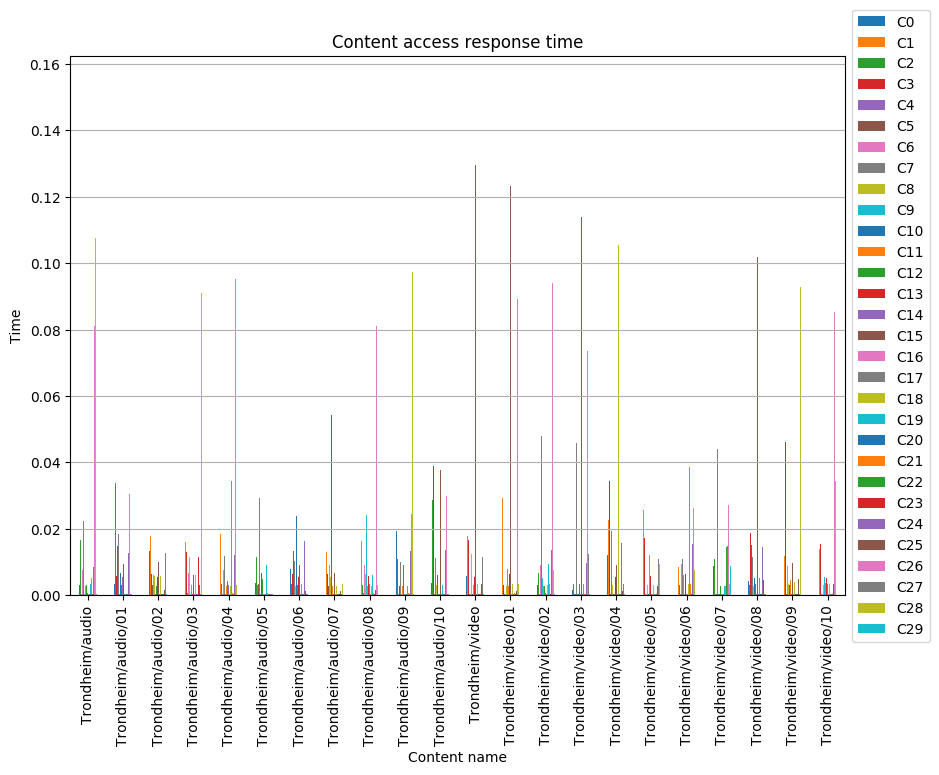 Content access response time
Time
0.16
0.14
0.12
0.10
0.08
0.06
0.04
0.02
0.00
Trondheim/audio
Trondheim/audio/01
Trondheim/audio/02
Trondheim/audio/03
Trondheim/audio/04
Trondheim/audio/05
Trondheim/audio/06
Trondheim/audio/07
Trondheim/audio/08
Trondheim/audio/09
Trondheim/audio/10
Trondheim/video
Trondheim/video/01
Trondheim/video/02
Trondheim/video/03
Trondheim/video/04
Trondheim/video/05
Trondheim/video/06
Trondheim/video/07
Trondheim/video/08
Trondheim/video/09
Trondheim/video/10
Content name
C0
C1
C2
C3
C4
C5
C6
C7
C8
C9
C10
C11
C12
C13
C14
C15
C16
C17
C18
C19
C20
C21
C22
C23
C24
C25
C26
C27
C28
C29